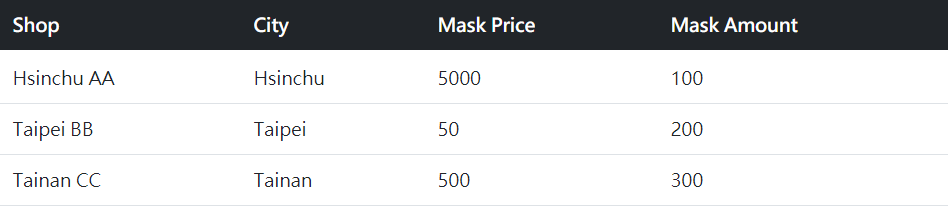 Shop City Mask Price Mask Amount
Hsinchu AA Hsinchu 5000 100
Taipei BB Taipei 50 200
Tainan CC Tainan 500 300